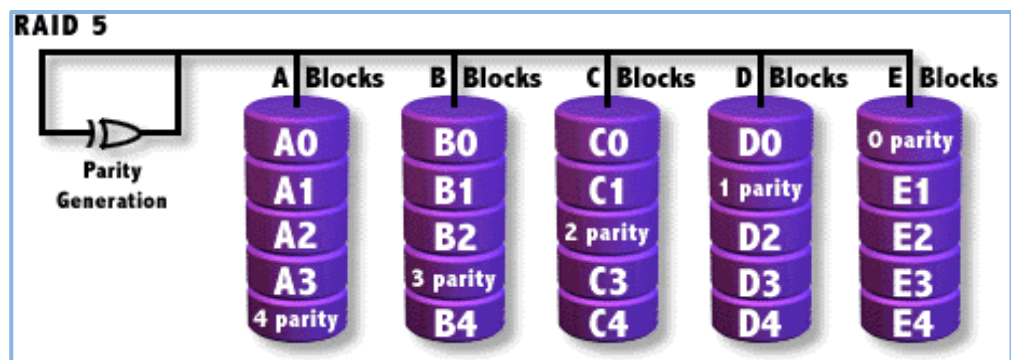 RAID 5
A Blocks B Blocks C Blocks D Blocks E Blocks
Parity
Generation
A0 B0 C0 D0 0 parity
A1 B1 C1 1 parity E1
A2 B2 2 parity D2 E2
A3 3 parity C3 D3 E3
4 parity B4 C4 D4 E4